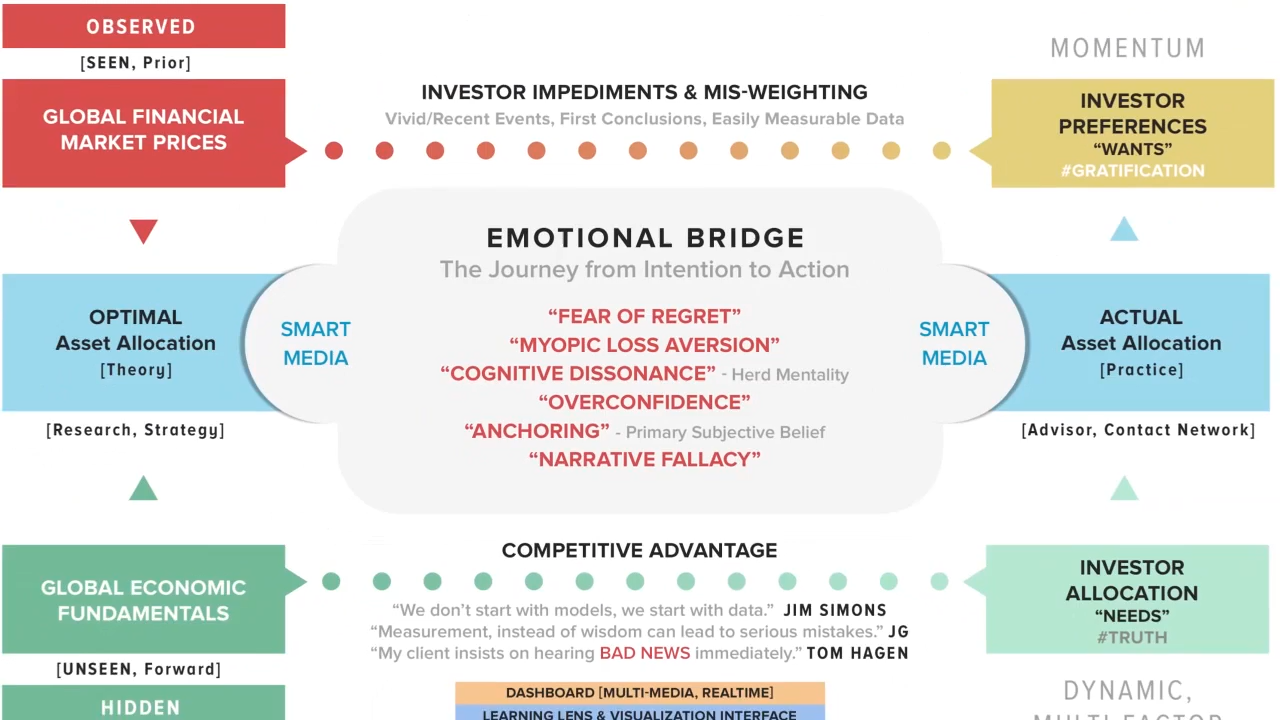 OBSERVED
[SEEN, Prior]
GLOBAL FINANCIAL
MARKET PRICES
INVESTOR IMPEDIMENTS & MIS-WEIGHTING
Vivid/Recent Events, First Conclusions, Easily Measurable Data
MOMENTUM
INVESTOR
PREFERENCES
“WANTS”
#GRATIFICATION
EMOTIONAL BRIDGE
The Journey from Intention to Action
“FEAR OF REGRET”
“MYOPIC LOSS AVERSION”
“COGNITIVE DISSONANCE” - Herd Mentality
“OVERCONFIDENCE”
“ANCHORING” - Primary Subjective Belief
“NARRATIVE FALLACY”
OPTIMAL
Asset Allocation
[Theory]
SMART
MEDIA
[Research, Strategy]
SMART
MEDIA
ACTUAL
Asset Allocation
[Practice]
[Advisor, Contact Network]
GLOBAL ECONOMIC
FUNDAMENTALS
[UNSEEN, Forward]
HIDDEN
COMPETITIVE ADVANTAGE
“We don’t start with models, we start with data.” JIM SIMONS
“Measurement, instead of wisdom can lead to serious mistakes.” JG
“My client insists on hearing BAD NEWS immediately.” TOM HAGEN
DASHBOARD [MULTI-MEDIA, REALTIME]
LEARNING LENS & VISUALIZATION INTERFACE
INVESTOR
ALLOCATION
“NEEDS”
#TRUTH
DYNAMIC,
MULTI-FACTOR